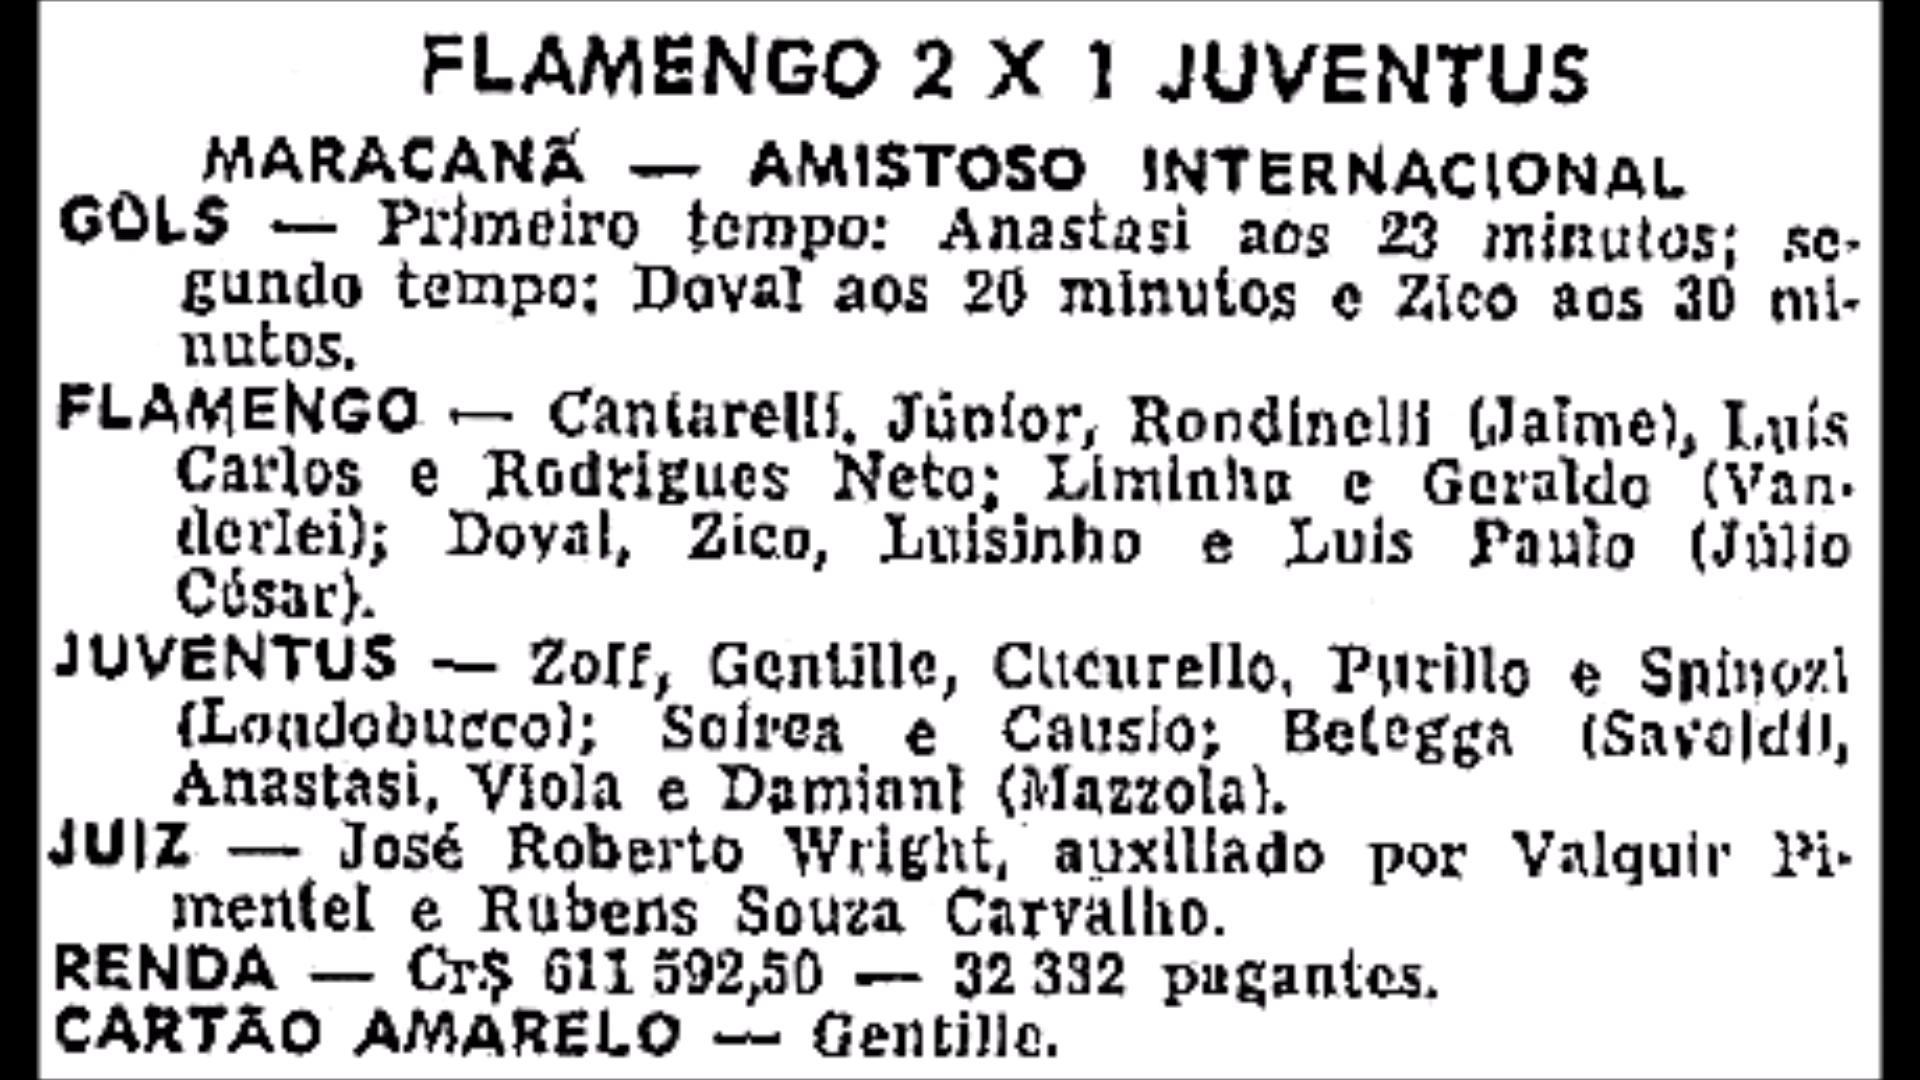 FLAMENGO 2 X 1 JUVENTUS
MARACANÃ — AMISTOSO INTERNACIONAL
GOLS — Primeiro tempo: Anastasi aos 23 minutos; se-
gundo tempo: Doval aos 20 minutos e Zico aos 30 mi-
nutos.
FLAMENGO — Cantarelli, Júnior, Rondinelli (Jaime), Luís
Carlos e Rodrigues Neto; Liminha e Geraldo (Van-
derlei); Doval, Zico, Luisinho e Luís Paulo (Júlio
César).
JUVENTUS — Zoff, Gentille, Cucurello, Purillo e Spinozi
(Londobucco); Soirea e Causio; Betegga (Savoldi),
Anastasi, Viola e Damiani (Mazzola).
JUIZ — José Roberto Wright, auxiliado por Valquir Pi-
mentel e Rubens Souza Carvalho.
RENDA — Cr$ 611 592,50 — 32 332 pagantes.
CARTÃO AMARELO — Gentille.